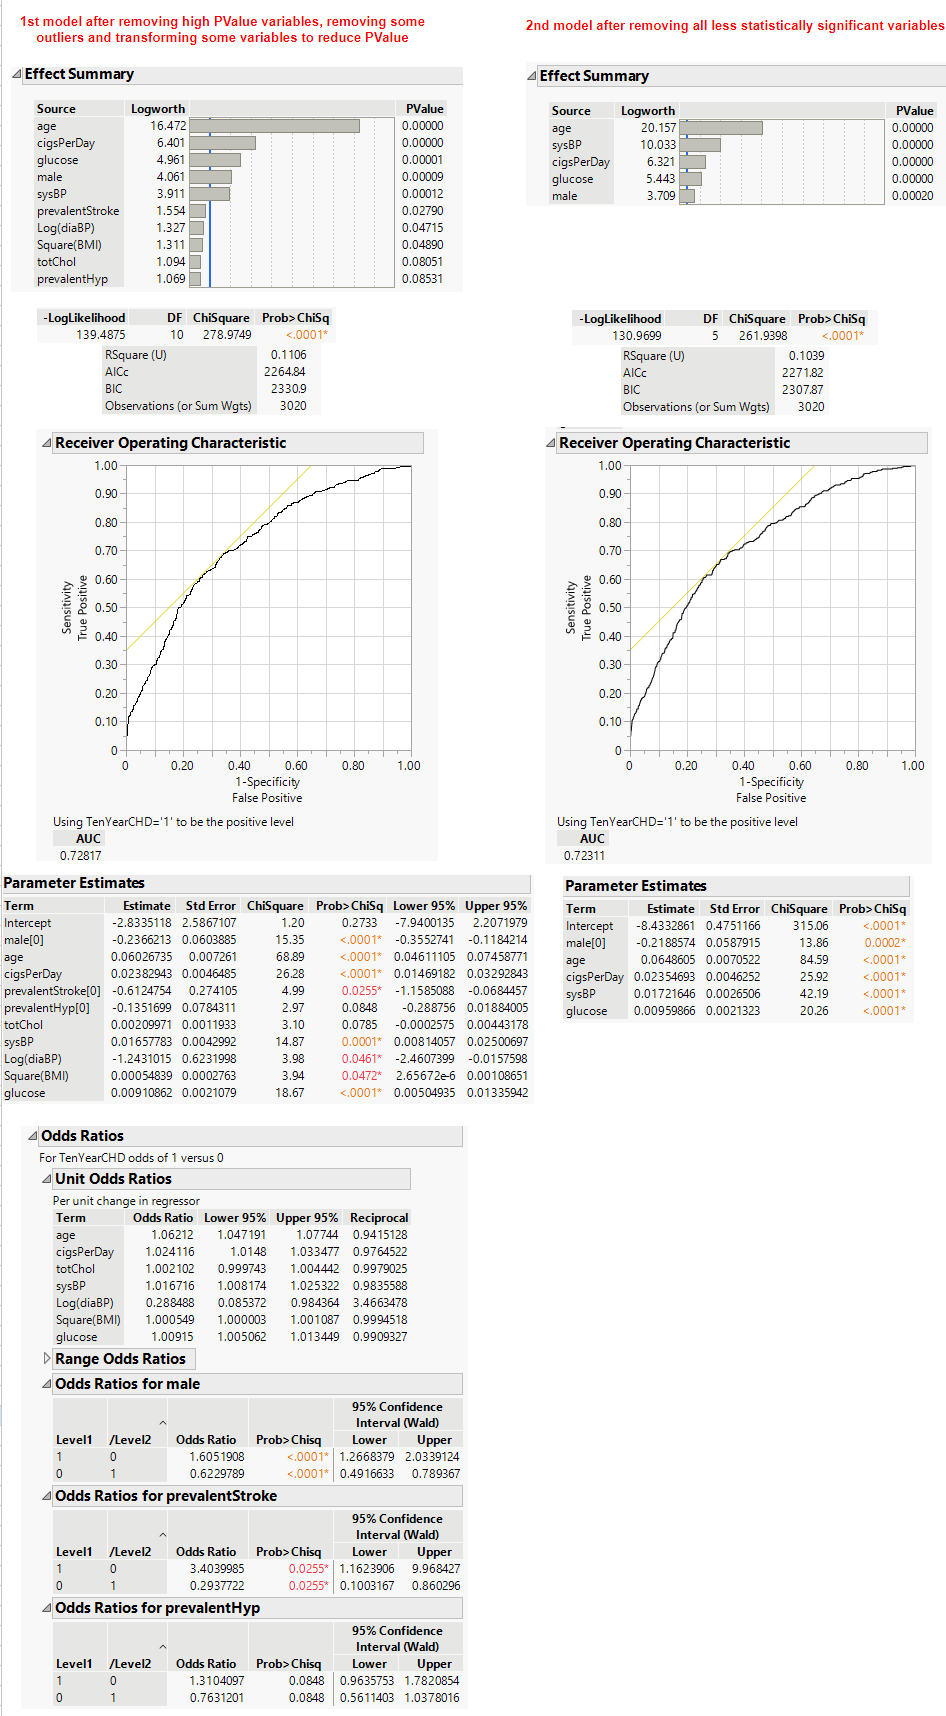 1st model after removing high PValue variables, removing some
outliers and transforming some variables to reduce PValue
Effect Summary
Source Logworth PValue
age 16.472 0.00000
cigsPerDay 6.401 0.00000
glucose 4.961 0.00001
male 4.061 0.00009
sysBP 3.911 0.00012
prevalentStroke 1.554 0.02790
Log(diaBP) 1.327 0.04715
Square(BMI) 1.311 0.04890
totChol 1.094 0.08051
prevalentHyp 1.069 0.08531
-LogLikelihood DF ChiSquare Prob>ChiSq
139.4875 10 278.9749 <.0001*
RSquare (U) 0.1106
AICc 2264.84
BIC 2330.9
Observations (or Sum Wgts) 3020
Receiver Operating Characteristic
1.00
0.90
0.80
0.70
0.60
0.50
0.40
0.30
0.20
0.10
0
Sensitivity
True Positive
0 0.20 0.40 0.60 0.80 1.00
1-Specificity
False Positive
Using TenYearCHD='1' to be the positive level
AUC
0.72817
Parameter Estimates
Term Estimate Std Error ChiSquare Prob>ChiSq Lower 95% Upper 95%
Intercept -2.8335118 2.5867107 1.20 0.2733 -7.9400135 2.2071979
male[0] -0.2366213 0.0603885 15.35 <.0001* -0.3552741 -0.1184214
age 0.06026735 0.007261 68.89 <.0001* 0.04611105 0.07458771
cigsPerDay 0.02382943 0.0046485 26.28 <.0001* 0.01469182 0.03292843
prevalentStroke[0] -0.6124754 0.274105 4.99 0.0255* -1.1585088 -0.0684457
prevalentHyp[0] -0.1351699 0.0784311 2.97 0.0848 -0.288756 0.01884005
totChol 0.00209971 0.0011933 3.10 0.0785 -0.0002575 0.00443178
sysBP 0.01657783 0.0042992 14.87 0.0001* 0.00814057 0.02500697
Log(diaBP) -1.2431015 0.6231998 3.98 0.0461* -2.4607399 -0.0157598
Square(BMI) 0.00054839 0.0002763 3.94 0.0472* 2.65672e-6 0.00108651
glucose 0.00910862 0.0021079 18.67 <.0001* 0.00504935 0.01335942
Odds Ratios
For TenYearCHD odds of 1 versus 0
Unit Odds Ratios
Per unit change in regressor
Term Odds Ratio Lower 95% Upper 95% Reciprocal
age 1.06212 1.047191 1.07744 0.9415128
cigsPerDay 1.024116 1.0148 1.033477 0.9764522
totChol 1.002102 0.999743 1.004442 0.9979025
sysBP 1.016716 1.008174 1.025322 0.9835588
Log(diaBP) 0.288488 0.085372 0.984364 3.4663478
Square(BMI) 1.000549 1.000003 1.001087 0.9994518
glucose 1.00915 1.005062 1.013449 0.9909327
Range Odds Ratios
Odds Ratios for male
95% Confidence
Interval (Wald)
Level1 /Level2 Odds Ratio Prob>Chisq Lower Upper
1 0 1.6051908 <.0001* 1.2668379 2.0339124
0 1 0.6229789 <.0001* 0.4916633 0.789367
Odds Ratios for prevalentStroke
95% Confidence
Interval (Wald)
Level1 /Level2 Odds Ratio Prob>Chisq Lower Upper
1 0 3.4039985 0.0255* 1.1623906 9.968427
0 1 0.2937722 0.0255* 0.1003167 0.860296
Odds Ratios for prevalentHyp
95% Confidence
Interval (Wald)
Level1 /Level2 Odds Ratio Prob>Chisq Lower Upper
1 0 1.3104097 0.0848 0.9635753 1.7820854
0 1 0.7631201 0.0848 0.5611403 1.0378016
2nd model after removing all less statistically significant variables
Effect Summary
Source Logworth PValue
age 20.157 0.00000
sysBP 10.033 0.00000
cigsPerDay 6.321 0.00000
glucose 5.443 0.00000
male 3.709 0.00020
-LogLikelihood DF ChiSquare Prob>ChiSq
130.9699 5 261.9398 <.0001*
RSquare (U) 0.1039
AICc 2271.82
BIC 2307.87
Observations (or Sum Wgts) 3020
Receiver Operating Characteristic
1.00
0.90
0.80
0.70
0.60
0.50
0.40
0.30
0.20
0.10
0
Sensitivity
True Positive
0 0.20 0.40 0.60 0.80 1.00
1-Specificity
False Positive
Using TenYearCHD='1' to be the positive level
AUC
0.72311
Parameter Estimates
Term Estimate Std Error ChiSquare Prob>ChiSq
Intercept -8.4332861 0.4751166 315.06 <.0001*
male[0] -0.2188574 0.0587915 13.86 0.0002*
age 0.0648605 0.0070522 84.59 <.0001*
cigsPerDay 0.02354693 0.0046252 25.92 <.0001*
sysBP 0.01721646 0.0026506 42.19 <.0001*
glucose 0.00959866 0.0021323 20.26 <.0001*